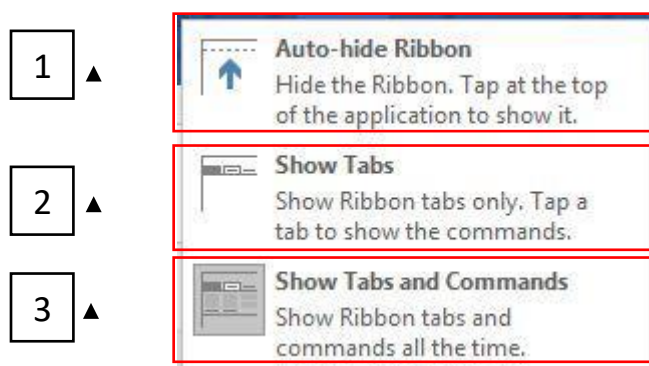 1 ▲
Auto-hide Ribbon
Hide the Ribbon. Tap at the top
of the application to show it.
2 ▲
Show Tabs
Show Ribbon tabs only. Tap a
tab to show the commands.
3 ▲
Show Tabs and Commands
Show Ribbon tabs and
commands all the time.